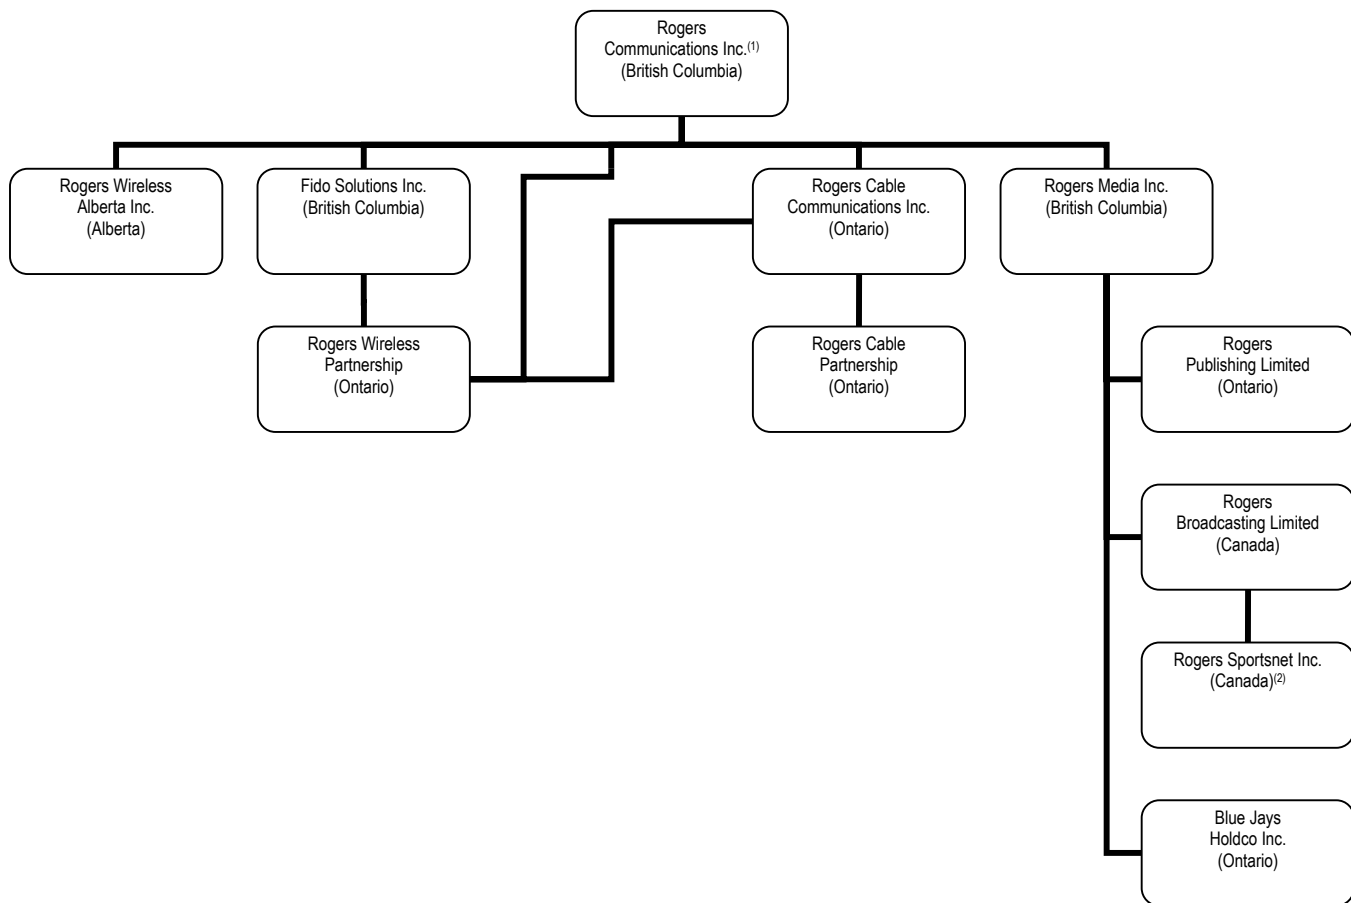 Rogers
Communications Inc.(1)
(British Columbia)
Rogers Wireless
Alberta Inc.
(Alberta)
Fido Solutions Inc.
(British Columbia)
Rogers Cable
Communications Inc.
(Ontario)
Rogers Media Inc.
(British Columbia)
Rogers Wireless
Partnership
(Ontario)
Rogers Cable
Partnership
(Ontario)
Rogers
Publishing Limited
(Ontario)
Rogers
Broadcasting Limited
(Canada)
Rogers Sportsnet Inc.
(Canada)(2)
Blue Jays
Holdco Inc.
(Ontario)